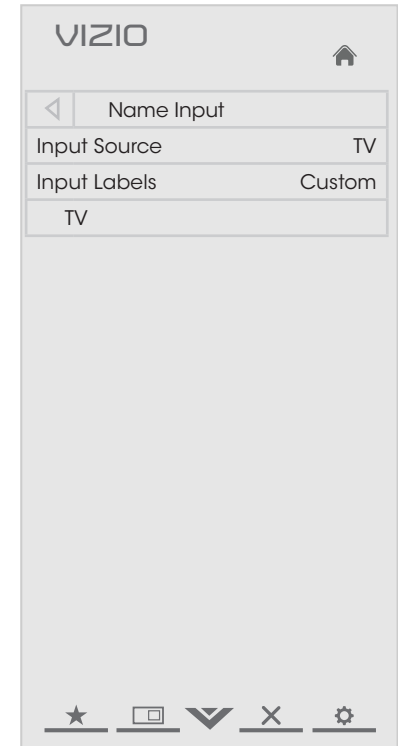 VIZIO
Name Input
Input Source TV
Input Labels Custom
TV